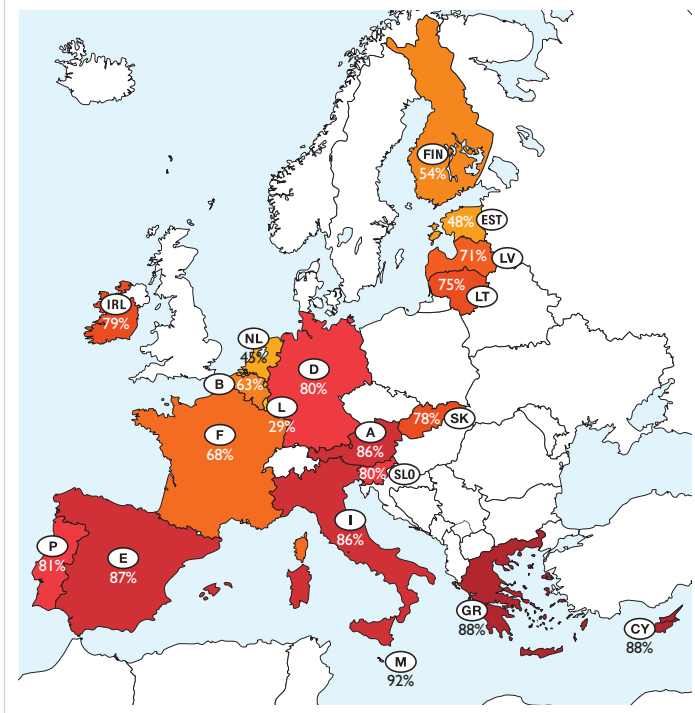 FIN
54%
48% EST
71% LV
75%
LT
IRL
79%
NL
45%
D
80%
B 63%
L
29%
F
68%
78% SK
A
86%
80% SLO
P
81%
E
87%
I
86%
GR
88%
CY
88%
M
92%